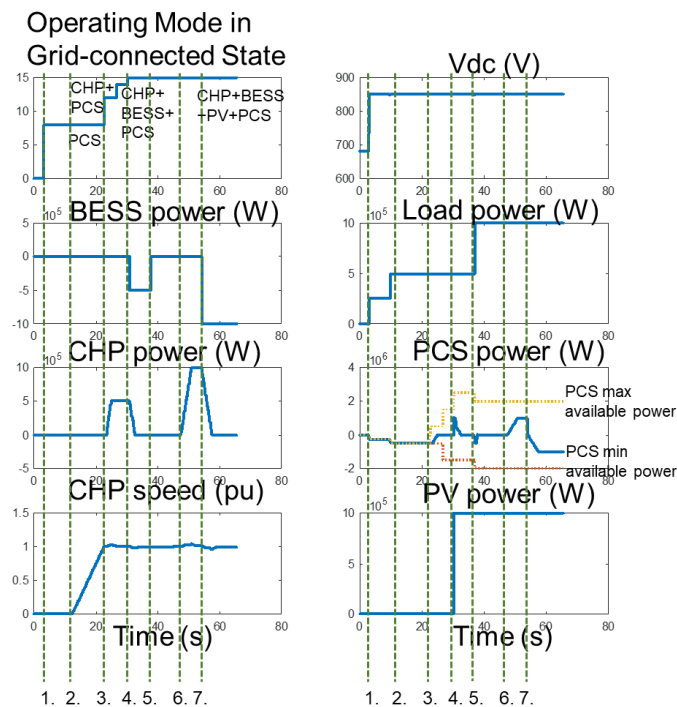 Operating Mode in
Grid-connected State
15
10
5
0
0 20 40 60 80
CHP+
PCS
PCS
CHP+
BESS+
PCS
CHP+BESS
+PV+PCS
Vdc (V)
900
800
700
600
0 20 40 60 80
BESS power (W)
10^5
5
0
-5
-10
0 20 40 60 80
Load power (W)
10 10^5
5
0
0 20 40 60 80
CHP power (W)
10 10^5
5
0
-5
0 20 40 60 80
PCS power (W)
10^6
4
2
0
-2
0 20 40 60 80
PCS max
available power
PCS min
available power
CHP speed (pu)
1.5
1
0.5
0
0 20 40 60 80
Time (s)
PV power (W)
10 10^5
5
0
0 20 40 60 80
Time (s)
1. 2. 3. 4. 5. 6. 7.
1. 2. 3. 4. 5. 6. 7.